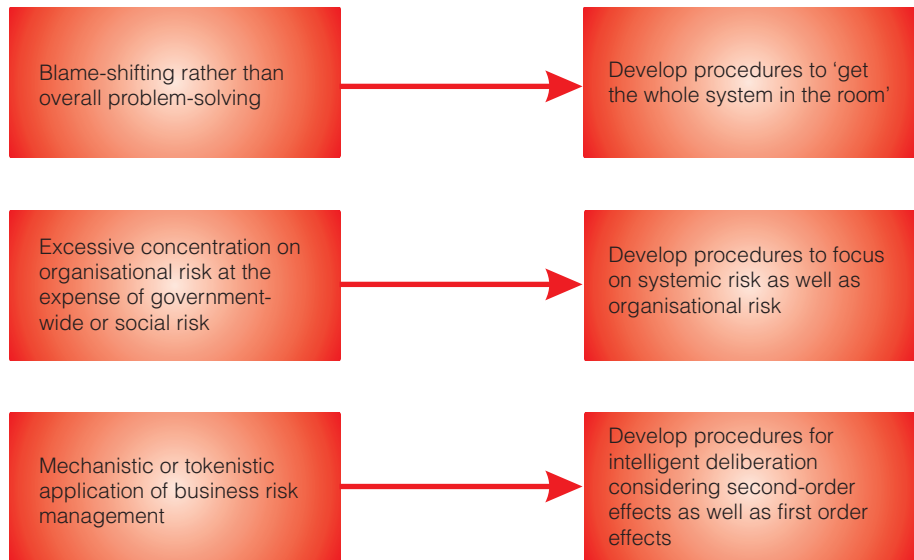 Blame-shifting rather than
overall problem-solving
Develop procedures to ‘get
the whole system in the room’
Excessive concentration on
organisational risk at the
expense of government-
wide or social risk
Develop procedures to focus
on systemic risk as well as
organisational risk
Mechanistic or tokenistic
application of business risk
management
Develop procedures for
intelligent deliberation
considering second-order
effects as well as first order
effects